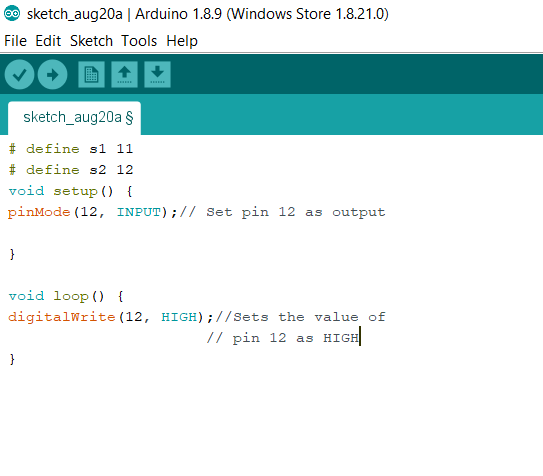 sketch_aug20a | Arduino 1.8.9 (Windows Store 1.8.21.0)
File Edit Sketch Tools Help
sketch_aug20a §
# define s1 11
# define s2 12
void setup() {
pinMode(12, INPUT);// Set pin 12 as output
}
void loop() {
digitalWrite(12, HIGH);//Sets the value of
// pin 12 as HIGH
}